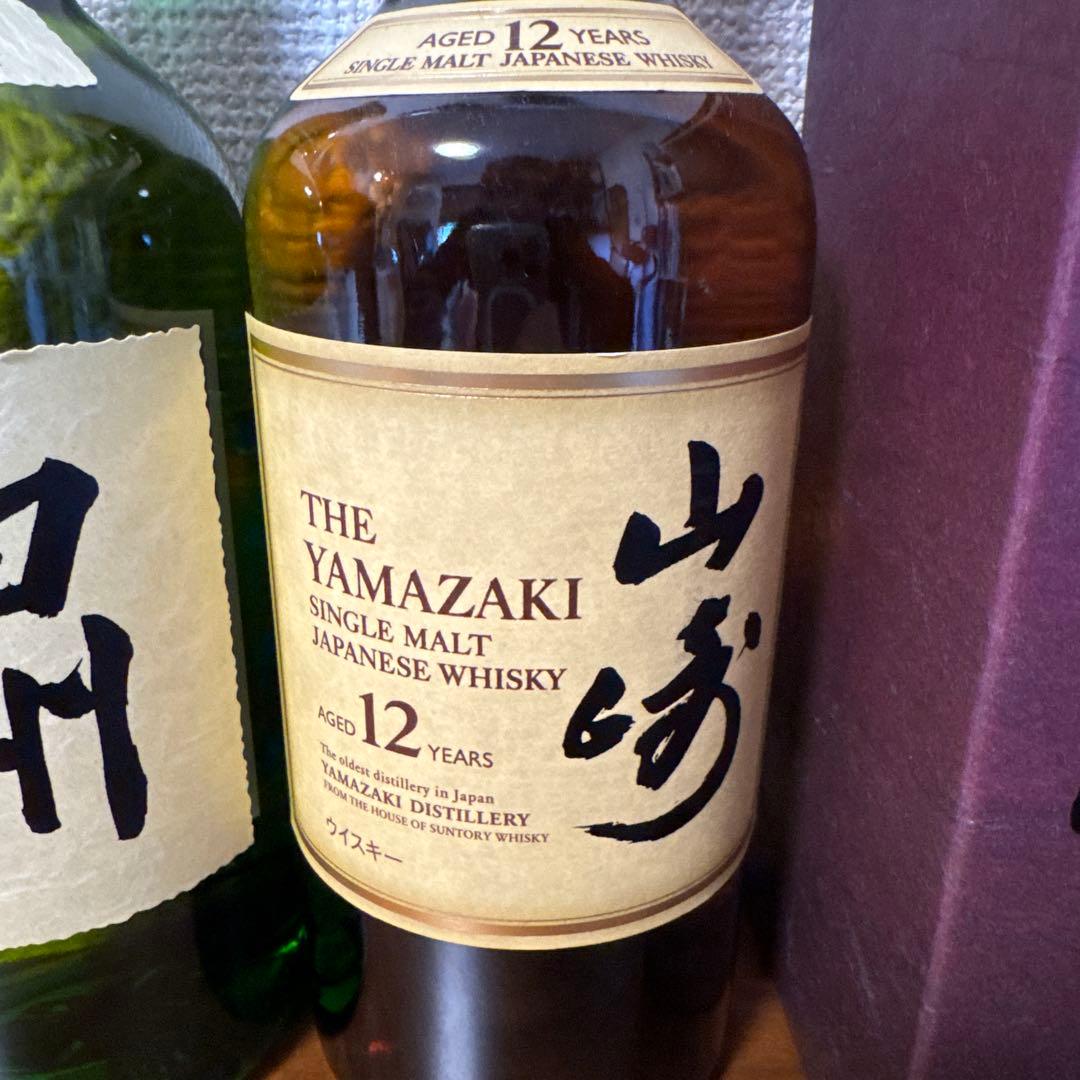 AGED 12 YEARS
SINGLE MALT JAPANESE WHISKY
THE
YAMAZAKI
SINGLE MALT
JAPANESE WHISKY
AGED 12 YEARS
The oldest distillery in Japan
YAMAZAKI DISTILLERY
FROM THE HOUSE OF SUNTORY WHISKY
ウイスキー
山崎
州